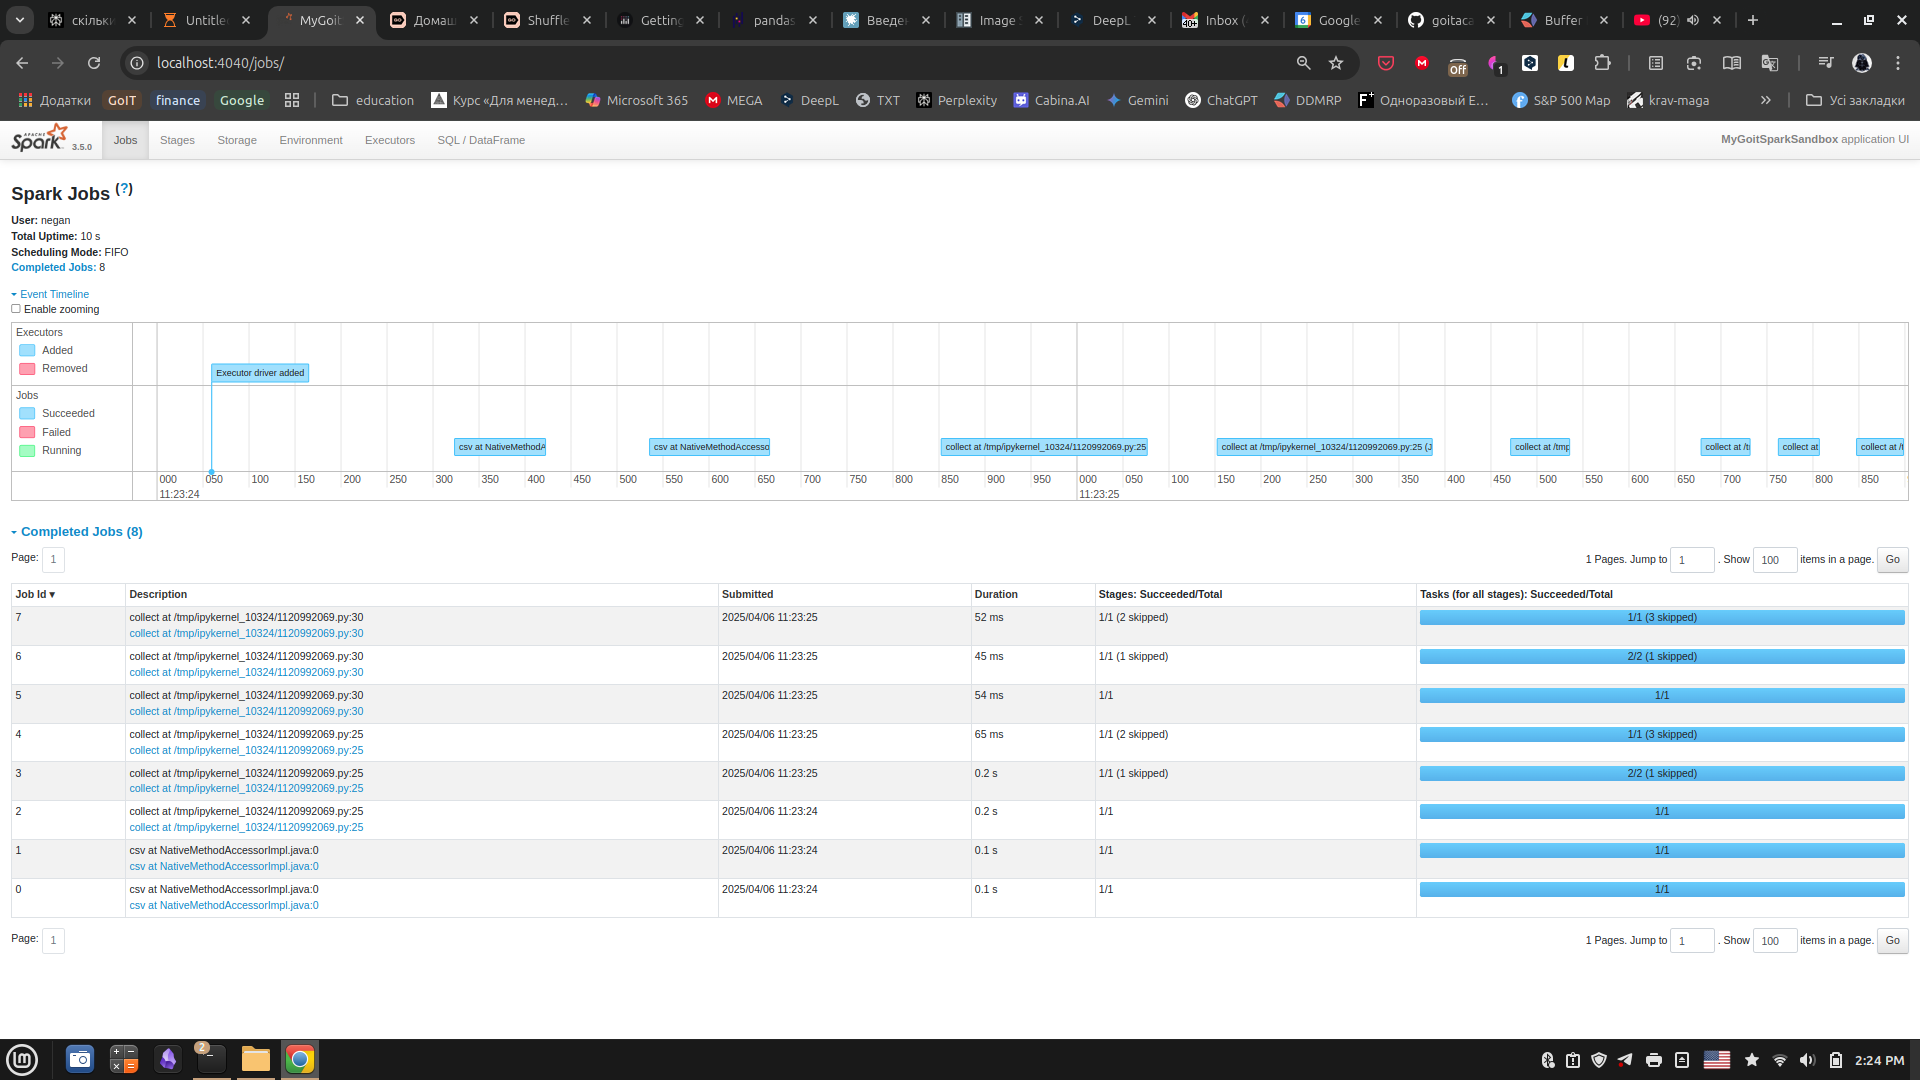 скільки
Untitle
MyGoit
Домаш
Shuffle
Getting
pandas
Введе
Image S
DeepL
Inbox (
Google
goitaca
Buffer
(92)
localhost:4040/jobs/
Off
1
Додатки
GoIT
finance
Google
education
Курс «Для менед…
Microsoft 365
MEGA
DeepL
TXT
Perplexity
Cabina.AI
Gemini
ChatGPT
DDMRP
Одноразовый E…
S&P 500 Map
krav-maga
Усі закладки
APACHE Spark 3.5.0
Jobs
Stages
Storage
Environment
Executors
SQL / DataFrame
MyGoitSparkSandbox application UI
Spark Jobs (?)
User: negan
Total Uptime: 10 s
Scheduling Mode: FIFO
Completed Jobs: 8
Event Timeline
Enable zooming
Executors
Added
Removed
Executor driver added
Jobs
Succeeded
Failed
Running
csv at NativeMethodA
csv at NativeMethodAccesso
collect at /tmp/ipykernel_10324/1120992069.py:25
collect at /tmp/ipykernel_10324/1120992069.py:25 (J
collect at /tmp
collect at /t
collect at
collect at /t
000 050 100 150 200 250 300 350 400 450 500 550 600 650 700 750 800 850 900 950 000 050 100 150 200 250 300 350 400 450 500 550 600 650 700 750 800 850
11:23:24 11:23:25
Completed Jobs (8)
Page: 1
1 Pages. Jump to 1 . Show 100 items in a page. Go
Job Id ▾ Description Submitted Duration Stages: Succeeded/Total Tasks (for all stages): Succeeded/Total
7 collect at /tmp/ipykernel_10324/1120992069.py:30 2025/04/06 11:23:25 52 ms 1/1 (2 skipped) 1/1 (3 skipped)
collect at /tmp/ipykernel_10324/1120992069.py:30
6 collect at /tmp/ipykernel_10324/1120992069.py:30 2025/04/06 11:23:25 45 ms 1/1 (1 skipped) 2/2 (1 skipped)
collect at /tmp/ipykernel_10324/1120992069.py:30
5 collect at /tmp/ipykernel_10324/1120992069.py:30 2025/04/06 11:23:25 54 ms 1/1 1/1
collect at /tmp/ipykernel_10324/1120992069.py:30
4 collect at /tmp/ipykernel_10324/1120992069.py:25 2025/04/06 11:23:25 65 ms 1/1 (2 skipped) 1/1 (3 skipped)
collect at /tmp/ipykernel_10324/1120992069.py:25
3 collect at /tmp/ipykernel_10324/1120992069.py:25 2025/04/06 11:23:25 0.2 s 1/1 (1 skipped) 2/2 (1 skipped)
collect at /tmp/ipykernel_10324/1120992069.py:25
2 collect at /tmp/ipykernel_10324/1120992069.py:25 2025/04/06 11:23:24 0.2 s 1/1 1/1
collect at /tmp/ipykernel_10324/1120992069.py:25
1 csv at NativeMethodAccessorImpl.java:0 2025/04/06 11:23:24 0.1 s 1/1 1/1
csv at NativeMethodAccessorImpl.java:0
0 csv at NativeMethodAccessorImpl.java:0 2025/04/06 11:23:24 0.1 s 1/1 1/1
csv at NativeMethodAccessorImpl.java:0
Page: 1
1 Pages. Jump to 1 . Show 100 items in a page. Go
2
2:24 PM